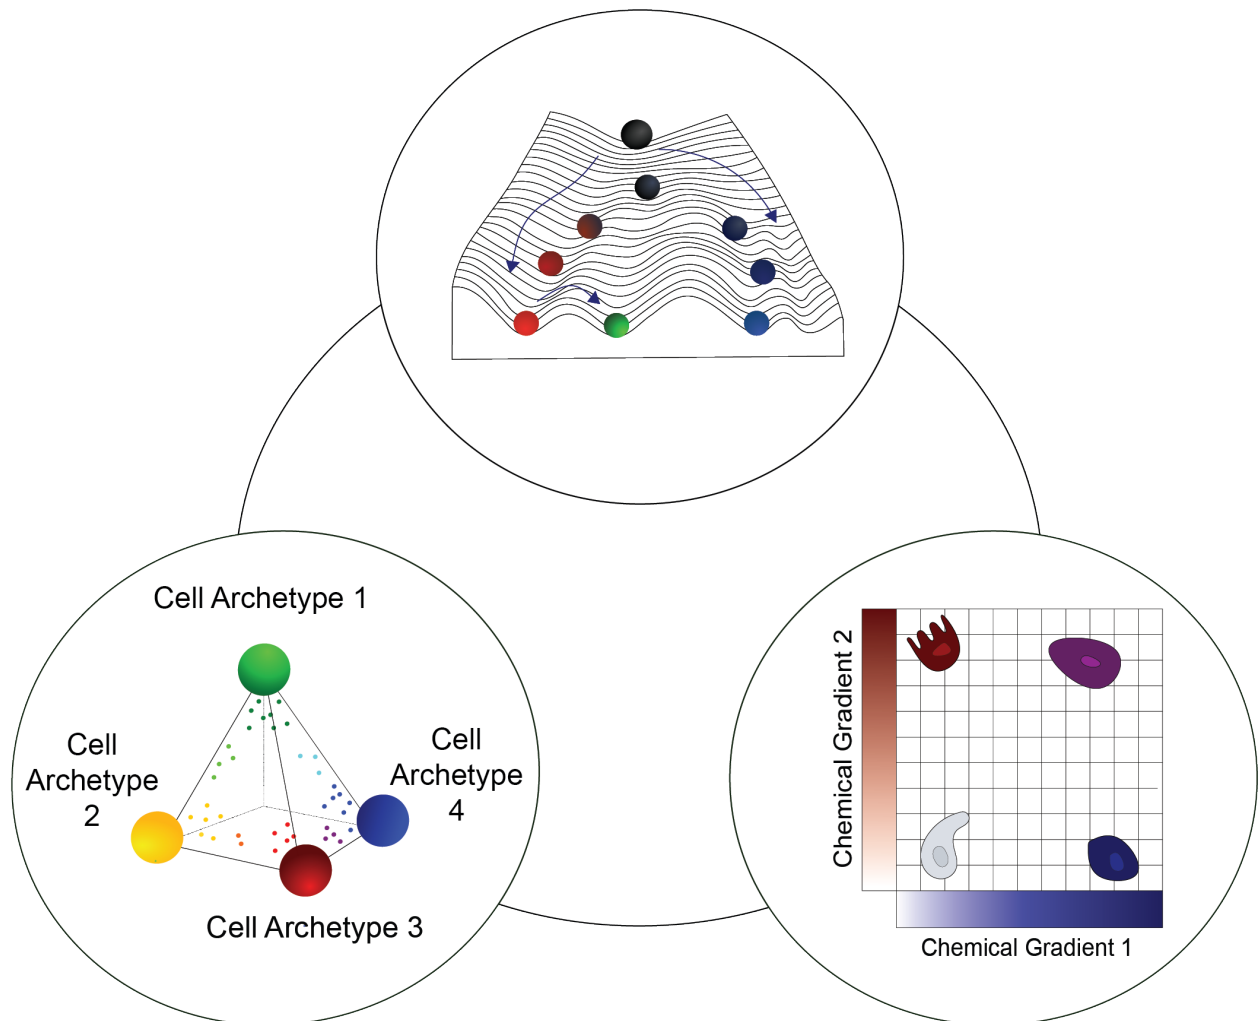 Cell Archetype 1
Cell
Archetype
2
Cell
Archetype
4
Cell Archetype 3
Chemical Gradient 2
Chemical Gradient 1